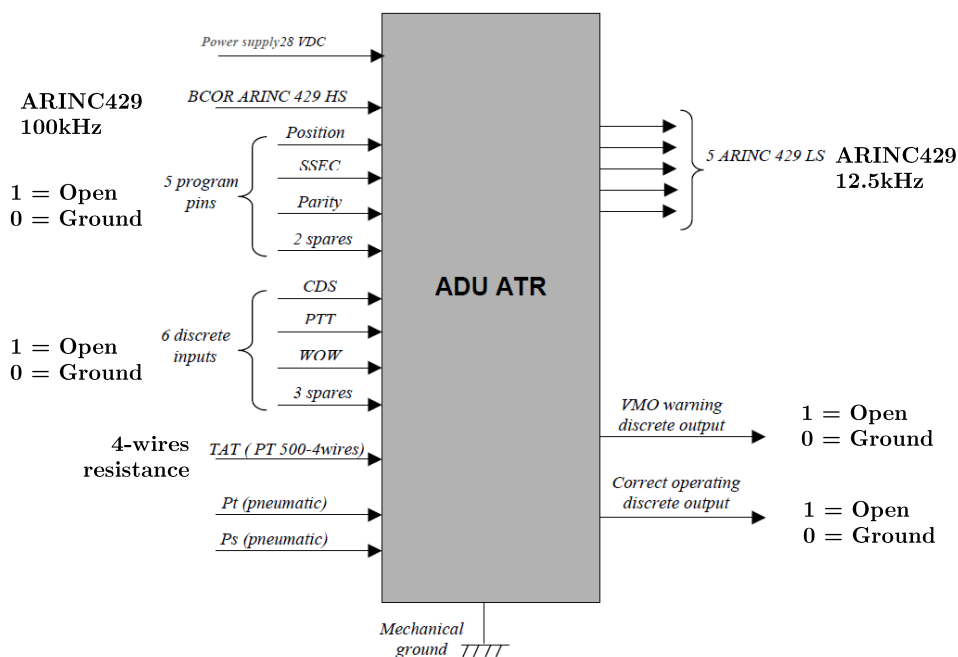 Power supply28 VDC
ARINC429
100kHz
BCOR ARINC 429 HS
5 program
pins
Position
SSEC
Parity
2 spares
1 = Open
0 = Ground
6 discrete
inputs
CDS
PTT
WOW
3 spares
1 = Open
0 = Ground
4-wires
resistance
TAT ( PT 500-4wires)
Pt (pneumatic)
Ps (pneumatic)
ADU ATR
Mechanical
ground
5 ARINC 429 LS
ARINC429
12.5kHz
VMO warning
discrete output
1 = Open
0 = Ground
Correct operating
discrete output
1 = Open
0 = Ground